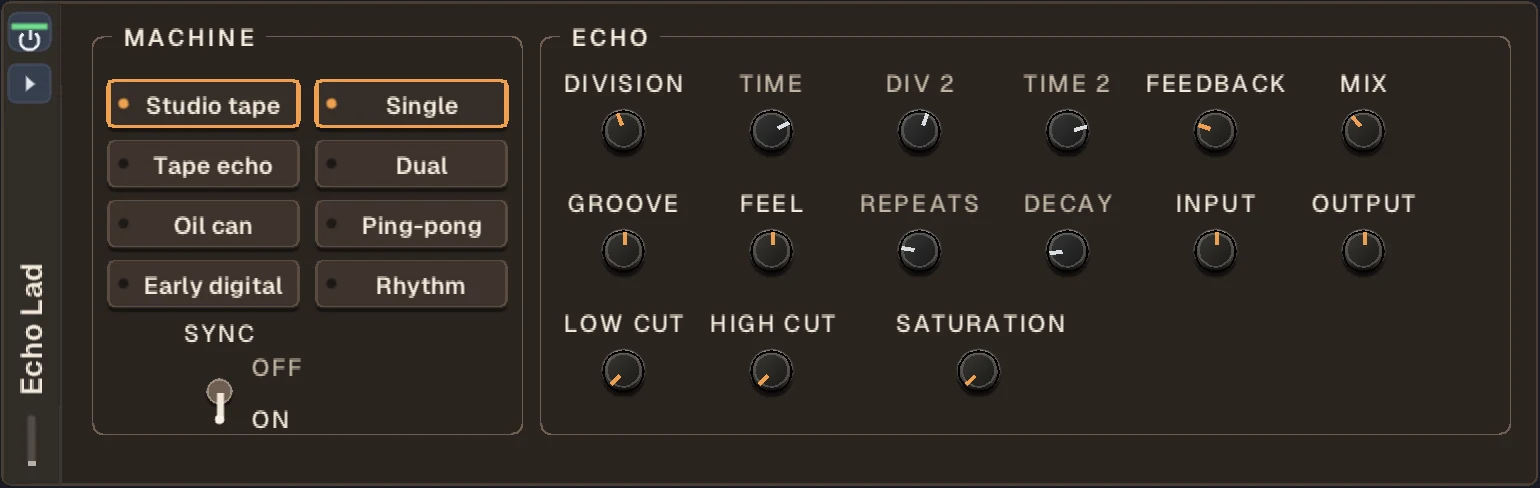 Echo Lad
MACHINE
Studio tape
Single
Tape echo
Dual
Oil can
Ping-pong
Early digital
Rhythm
SYNC
OFF
ON
ECHO
DIVISION
TIME
DIV 2
TIME 2
FEEDBACK
MIX
GROOVE
FEEL
REPEATS
DECAY
INPUT
OUTPUT
LOW CUT
HIGH CUT
SATURATION